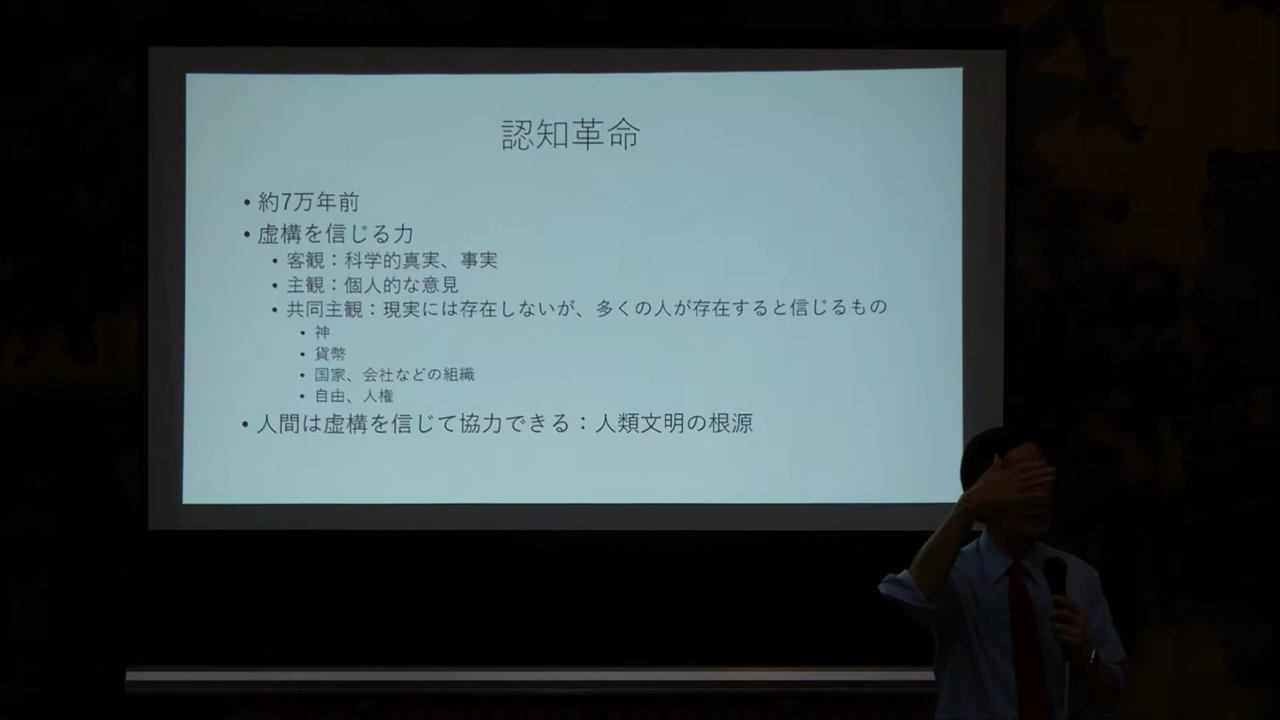 認知革命
• 約7万年前
• 虚構を信じる力
• 客観：科学的真実、事実
• 主観：個人的な意見
• 共同主観：現実には存在しないが、多くの人が存在すると信じるもの
• 神
• 貨幣
• 国家、会社などの組織
• 自由、人権
• 人間は虚構を信じて協力できる：人類文明の根源